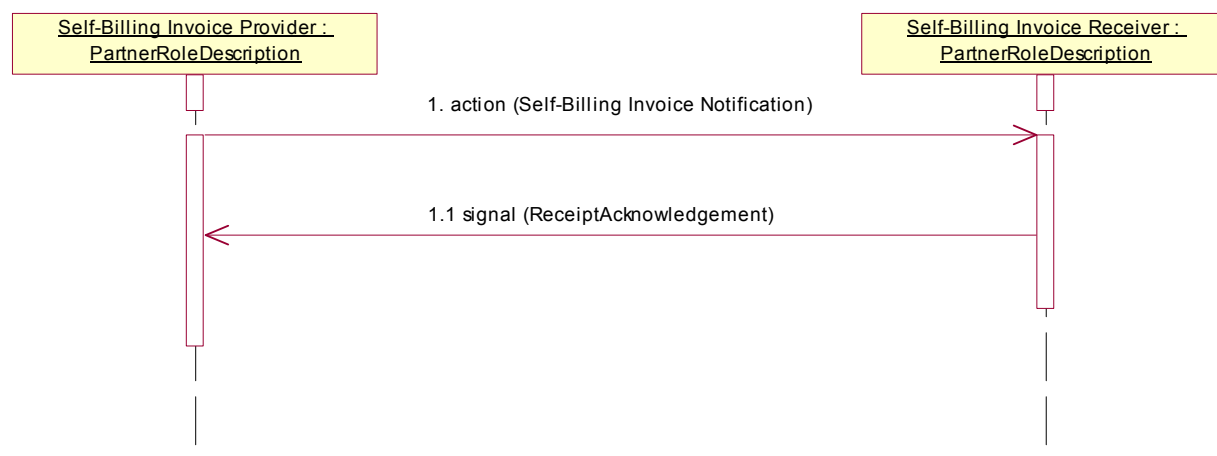 Self-Billing Invoice Provider :
PartnerRoleDescription
Self-Billing Invoice Receiver :
PartnerRoleDescription
1. action (Self-Billing Invoice Notification)
1.1 signal (ReceiptAcknowledgement)